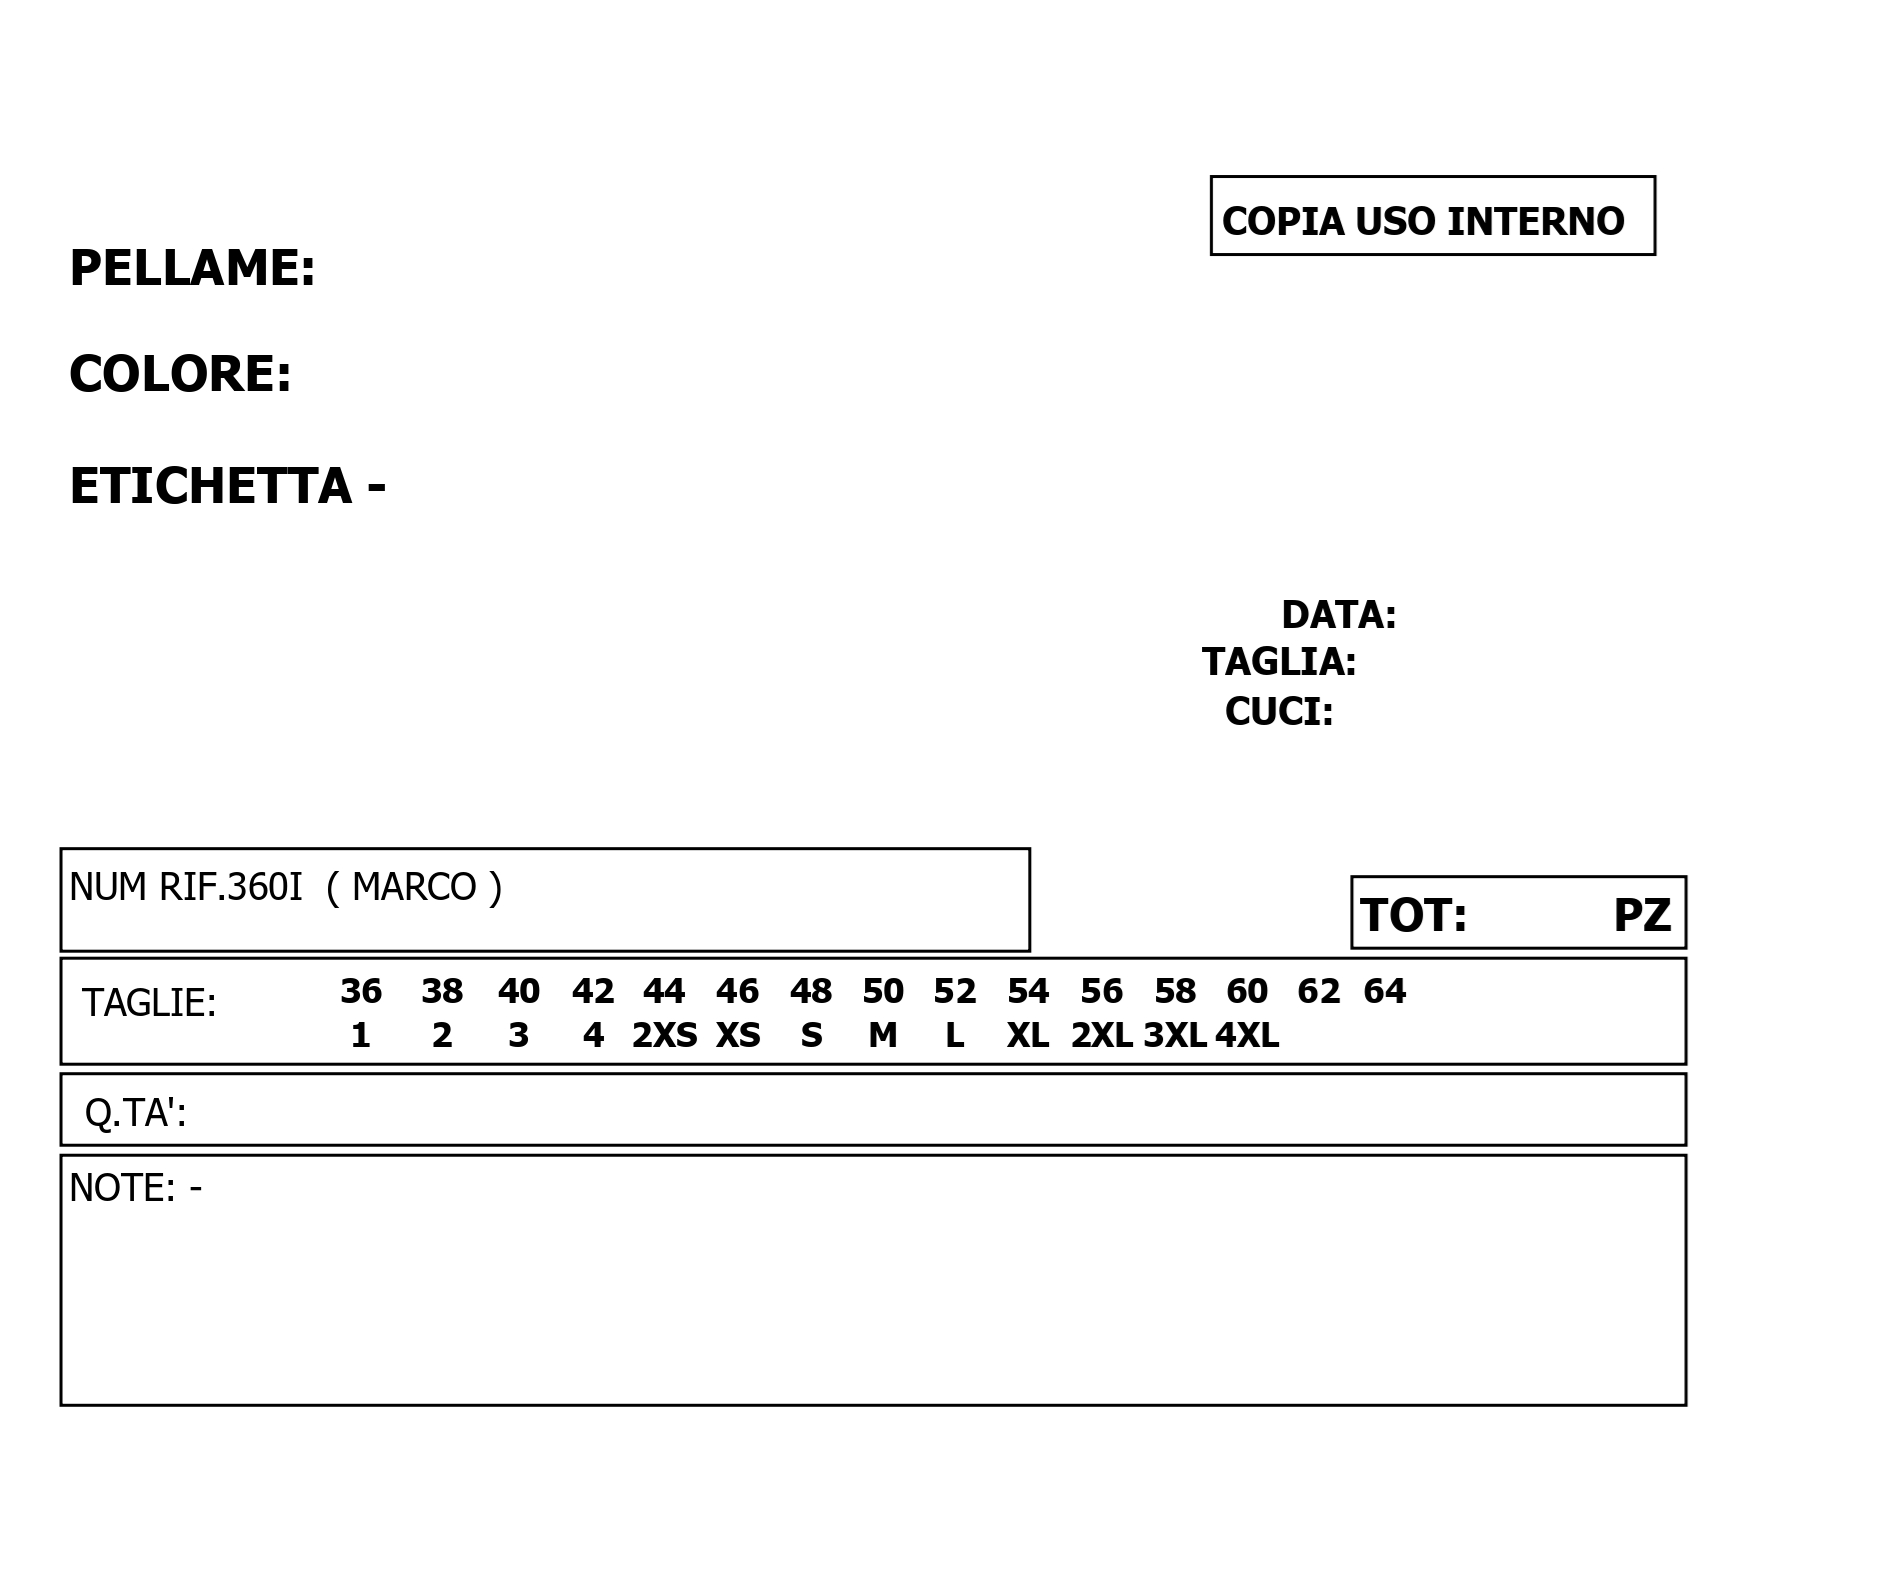 COPIA USO INTERNO
PELLAME:
COLORE:
ETICHETTA -
DATA:
TAGLIA:
CUCI:
NUM RIF.360I ( MARCO )
TOT: PZ
TAGLIE: 36 38 40 42 44 46 48 50 52 54 56 58 60 62 64
1 2 3 4 2XS XS S M L XL 2XL 3XL 4XL
Q.TA':
NOTE: -